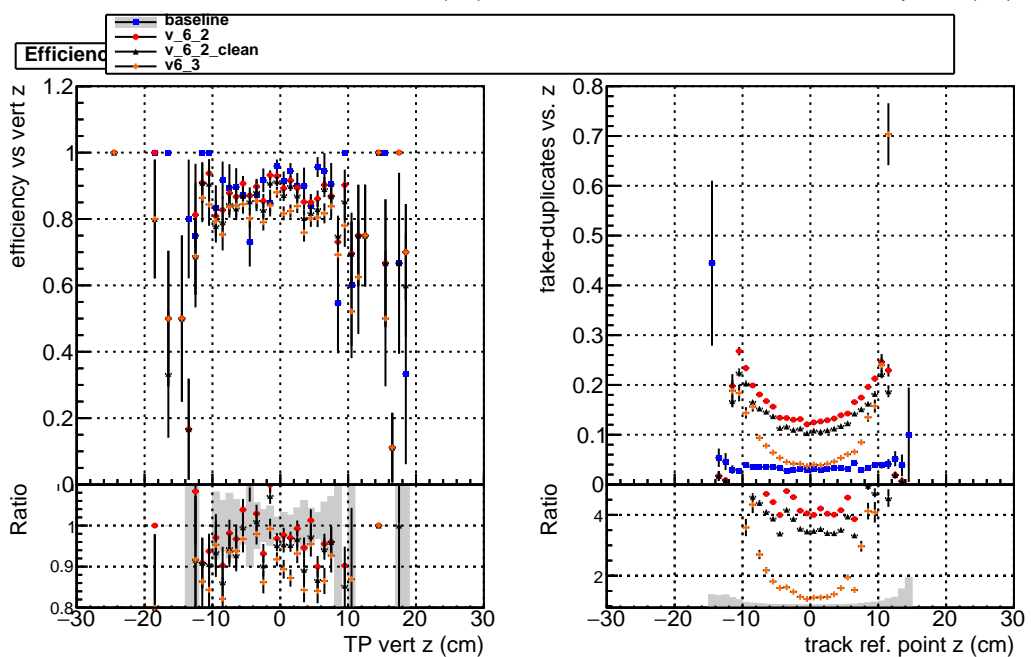 baseline
v_6_2
v_6_2_clean
v6_3
efficiency vs vert z
1.2
1
0.8
0.6
0.4
0.2
0
Ratio
1
0.9
0.8
−30 −20 −10 0 10 20 30
TP vert z (cm)
fake+duplicates vs. z
0.8
0.7
0.6
0.5
0.4
0.3
0.2
0.1
0
Ratio
4
2
−30 −20 −10 0 10 20 30
track ref. point z (cm)